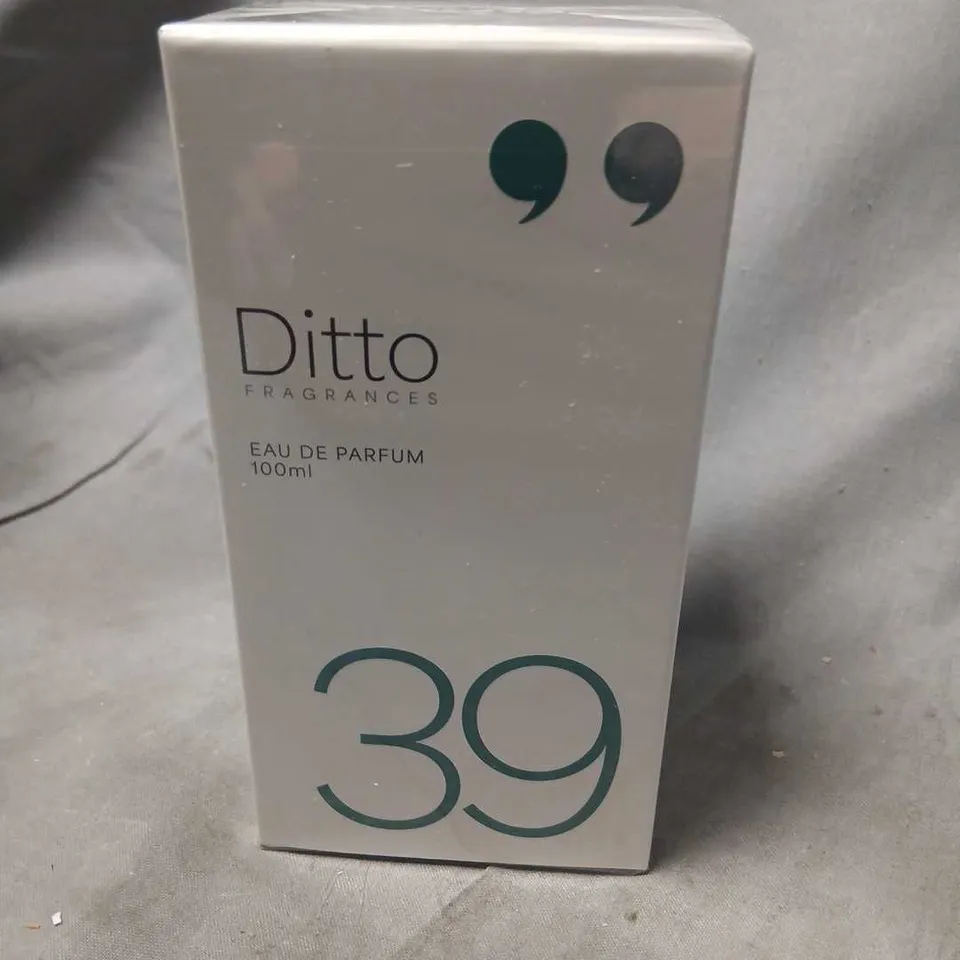 Ditto
FRAGRANCES
EAU DE PARFUM
100ml
39